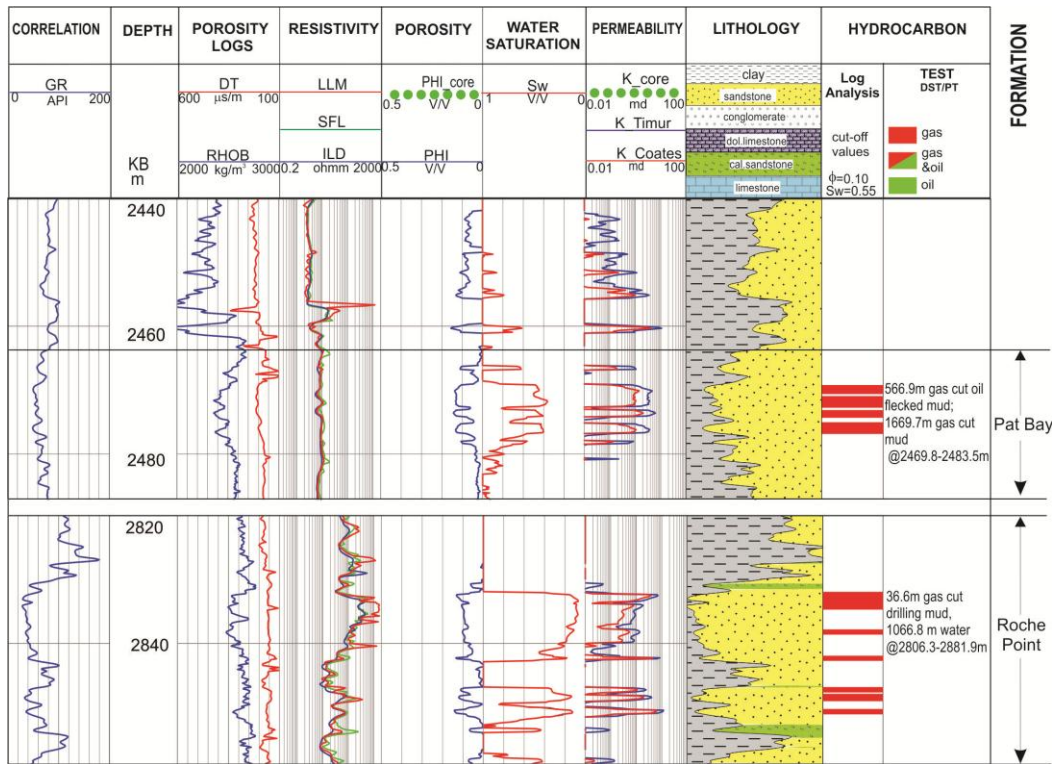 CORRELATION
DEPTH
POROSITY
LOGS
RESISTIVITY
POROSITY
WATER
SATURATION
PERMEABILITY
LITHOLOGY
HYDROCARBON
FORMATION
GR
0 API 200
KB
m
DT
600 µs/m 100
RHOB
2000 kg/m³ 3000
LLM
SFL
ILD
0.2 ohmm 2000
PHI_core
0.5 V/V 0
PHI
0.5 V/V 0
Sw
1 V/V 0
K_core
0.01 md 100
K_Timur
K_Coates
0.01 md 100
clay
sandstone
conglomerate
dol.limestone
cal.sandstone
limestone
Log
Analysis
cut-off
values
ϕ=0.10
Sw=0.55
TEST
DST/PT
gas
gas
&oil
oil
2440
2460
2480
566.9m gas cut oil
flecked mud;
1669.7m gas cut
mud
@2469.8-2483.5m
Pat Bay
2820
2840
36.6m gas cut
drilling mud,
1066.8 m water
@2806.3-2881.9m
Roche
Point